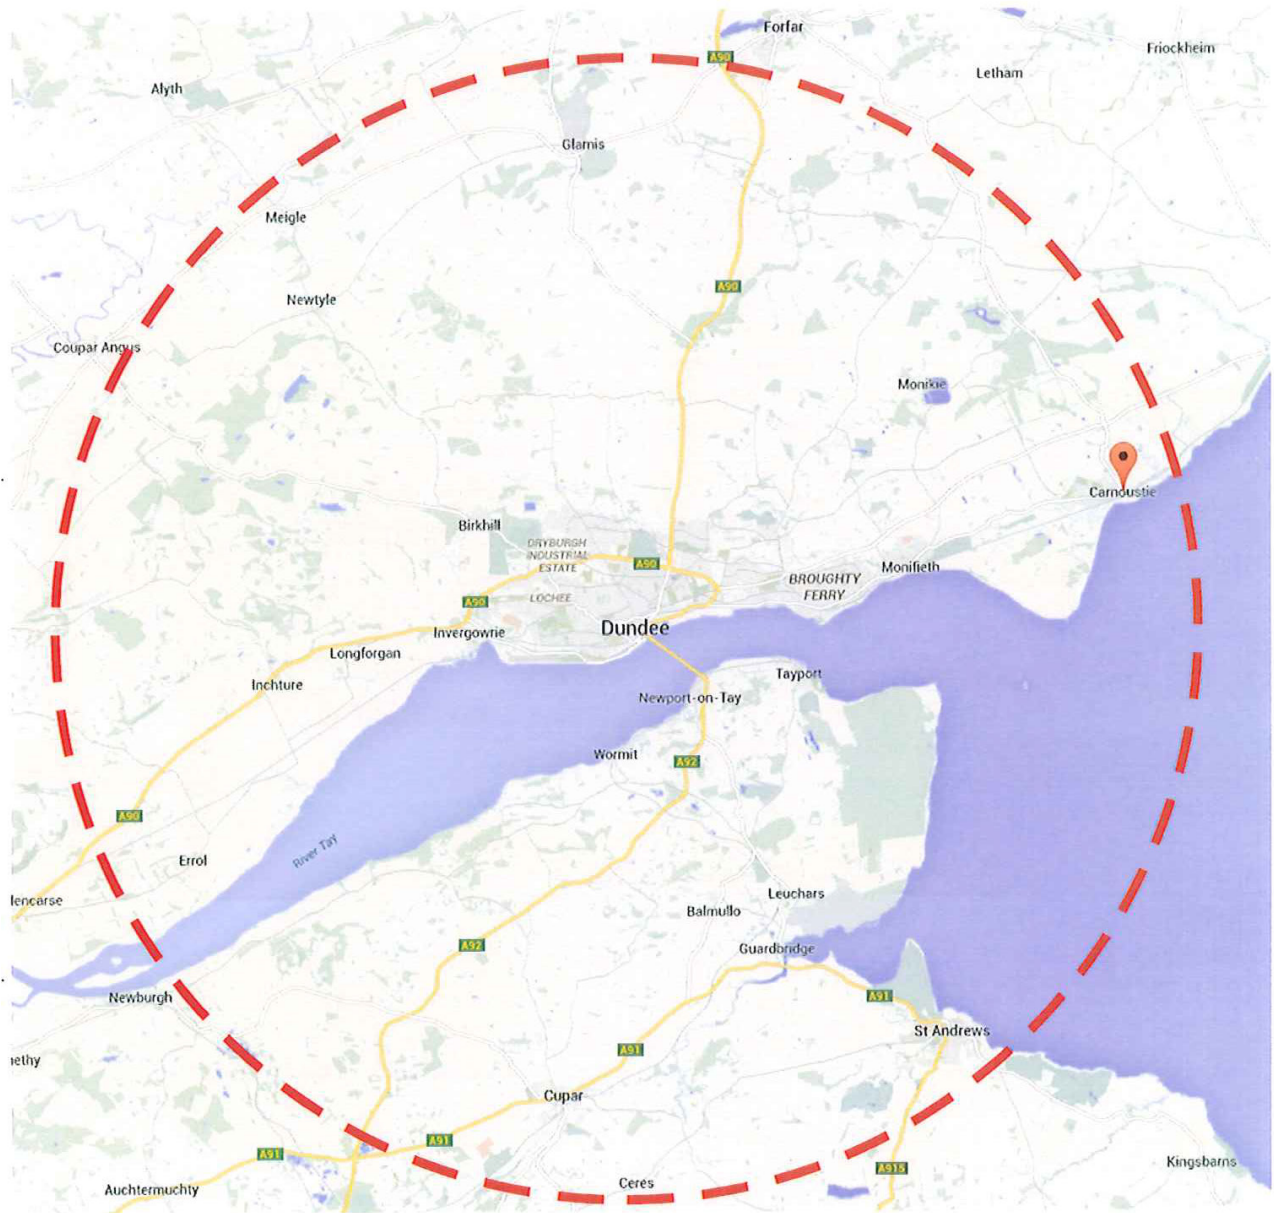 Forfar
Friockheim
A90
Letham
Alyth
Glamis
Meigle
A90
Newtyle
Coupar Angus
Monikie
Carnoustie
Birkhill
DRYBURGH
INDUSTRIAL
ESTATE
A90
Monifieth
BROUGHTY
FERRY
A90
LOCHEE
Dundee
Invergowrie
Longforgan
Tayport
Inchture
Newport-on-Tay
Wormit
A92
A90
River Tay
Errol
Leuchars
lencarse
Balmullo
A92
Guardbridge
Newburgh
A91
St Andrews
A91
nethy
Cupar
A91
A91
Kingsbarns
A915
Ceres
Auchtermuchty